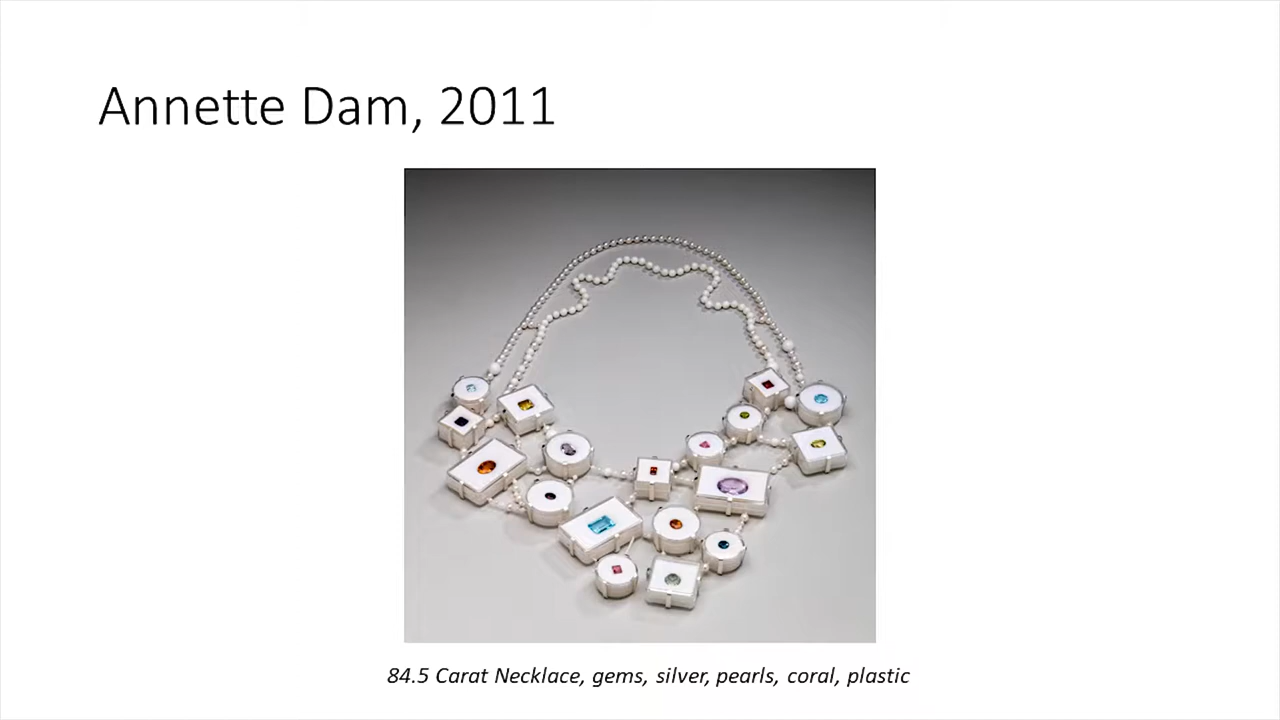 Annette Dam, 2011
84.5 Carat Necklace, gems, silver, pearls, coral, plastic